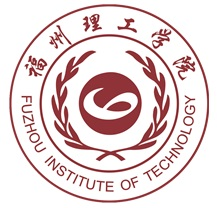 福州理工学院
FUZHOU INSTITUTE OF TECHNOLOGY